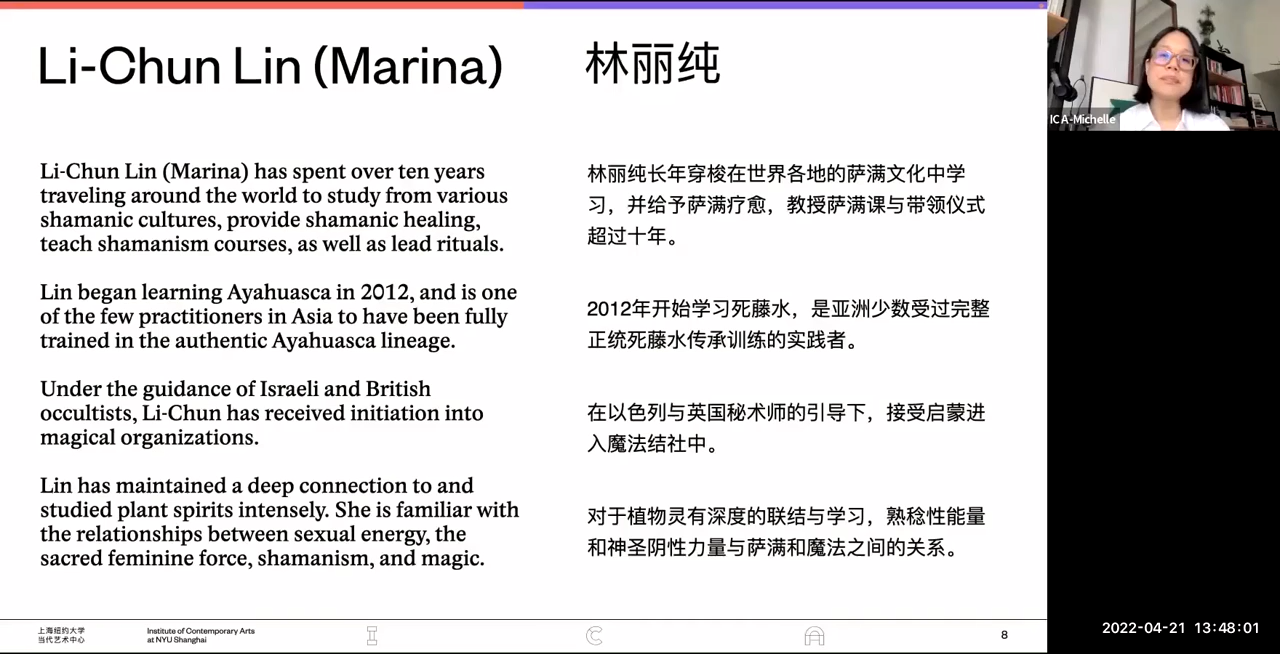 Li-Chun Lin (Marina)
林丽纯
Li-Chun Lin (Marina) has spent over ten years
traveling around the world to study from various
shamanic cultures, provide shamanic healing,
teach shamanism courses, as well as lead rituals.
Lin began learning Ayahuasca in 2012, and is one
of the few practitioners in Asia to have been fully
trained in the authentic Ayahuasca lineage.
Under the guidance of Israeli and British
occultists, Li-Chun has received initiation into
magical organizations.
Lin has maintained a deep connection to and
studied plant spirits intensely. She is familiar with
the relationships between sexual energy, the
sacred feminine force, shamanism, and magic.
林丽纯长年穿梭在世界各地的萨满文化中学
习，并给予萨满疗愈，教授萨满课与带领仪式
超过十年。
2012年开始学习死藤水，是亚洲少数受过完整
正统死藤水传承训练的实践者。
在以色列与英国秘术师的引导下，接受启蒙进
入魔法结社中。
对于植物灵有深度的联结与学习，熟稔性能量
和神圣阴性力量与萨满和魔法之间的关系。
上海纽约大学
当代艺术中心
Institute of Contemporary Arts
at NYU Shanghai
I
C
A
8
ICA-Michelle
2022-04-21 13:48:01